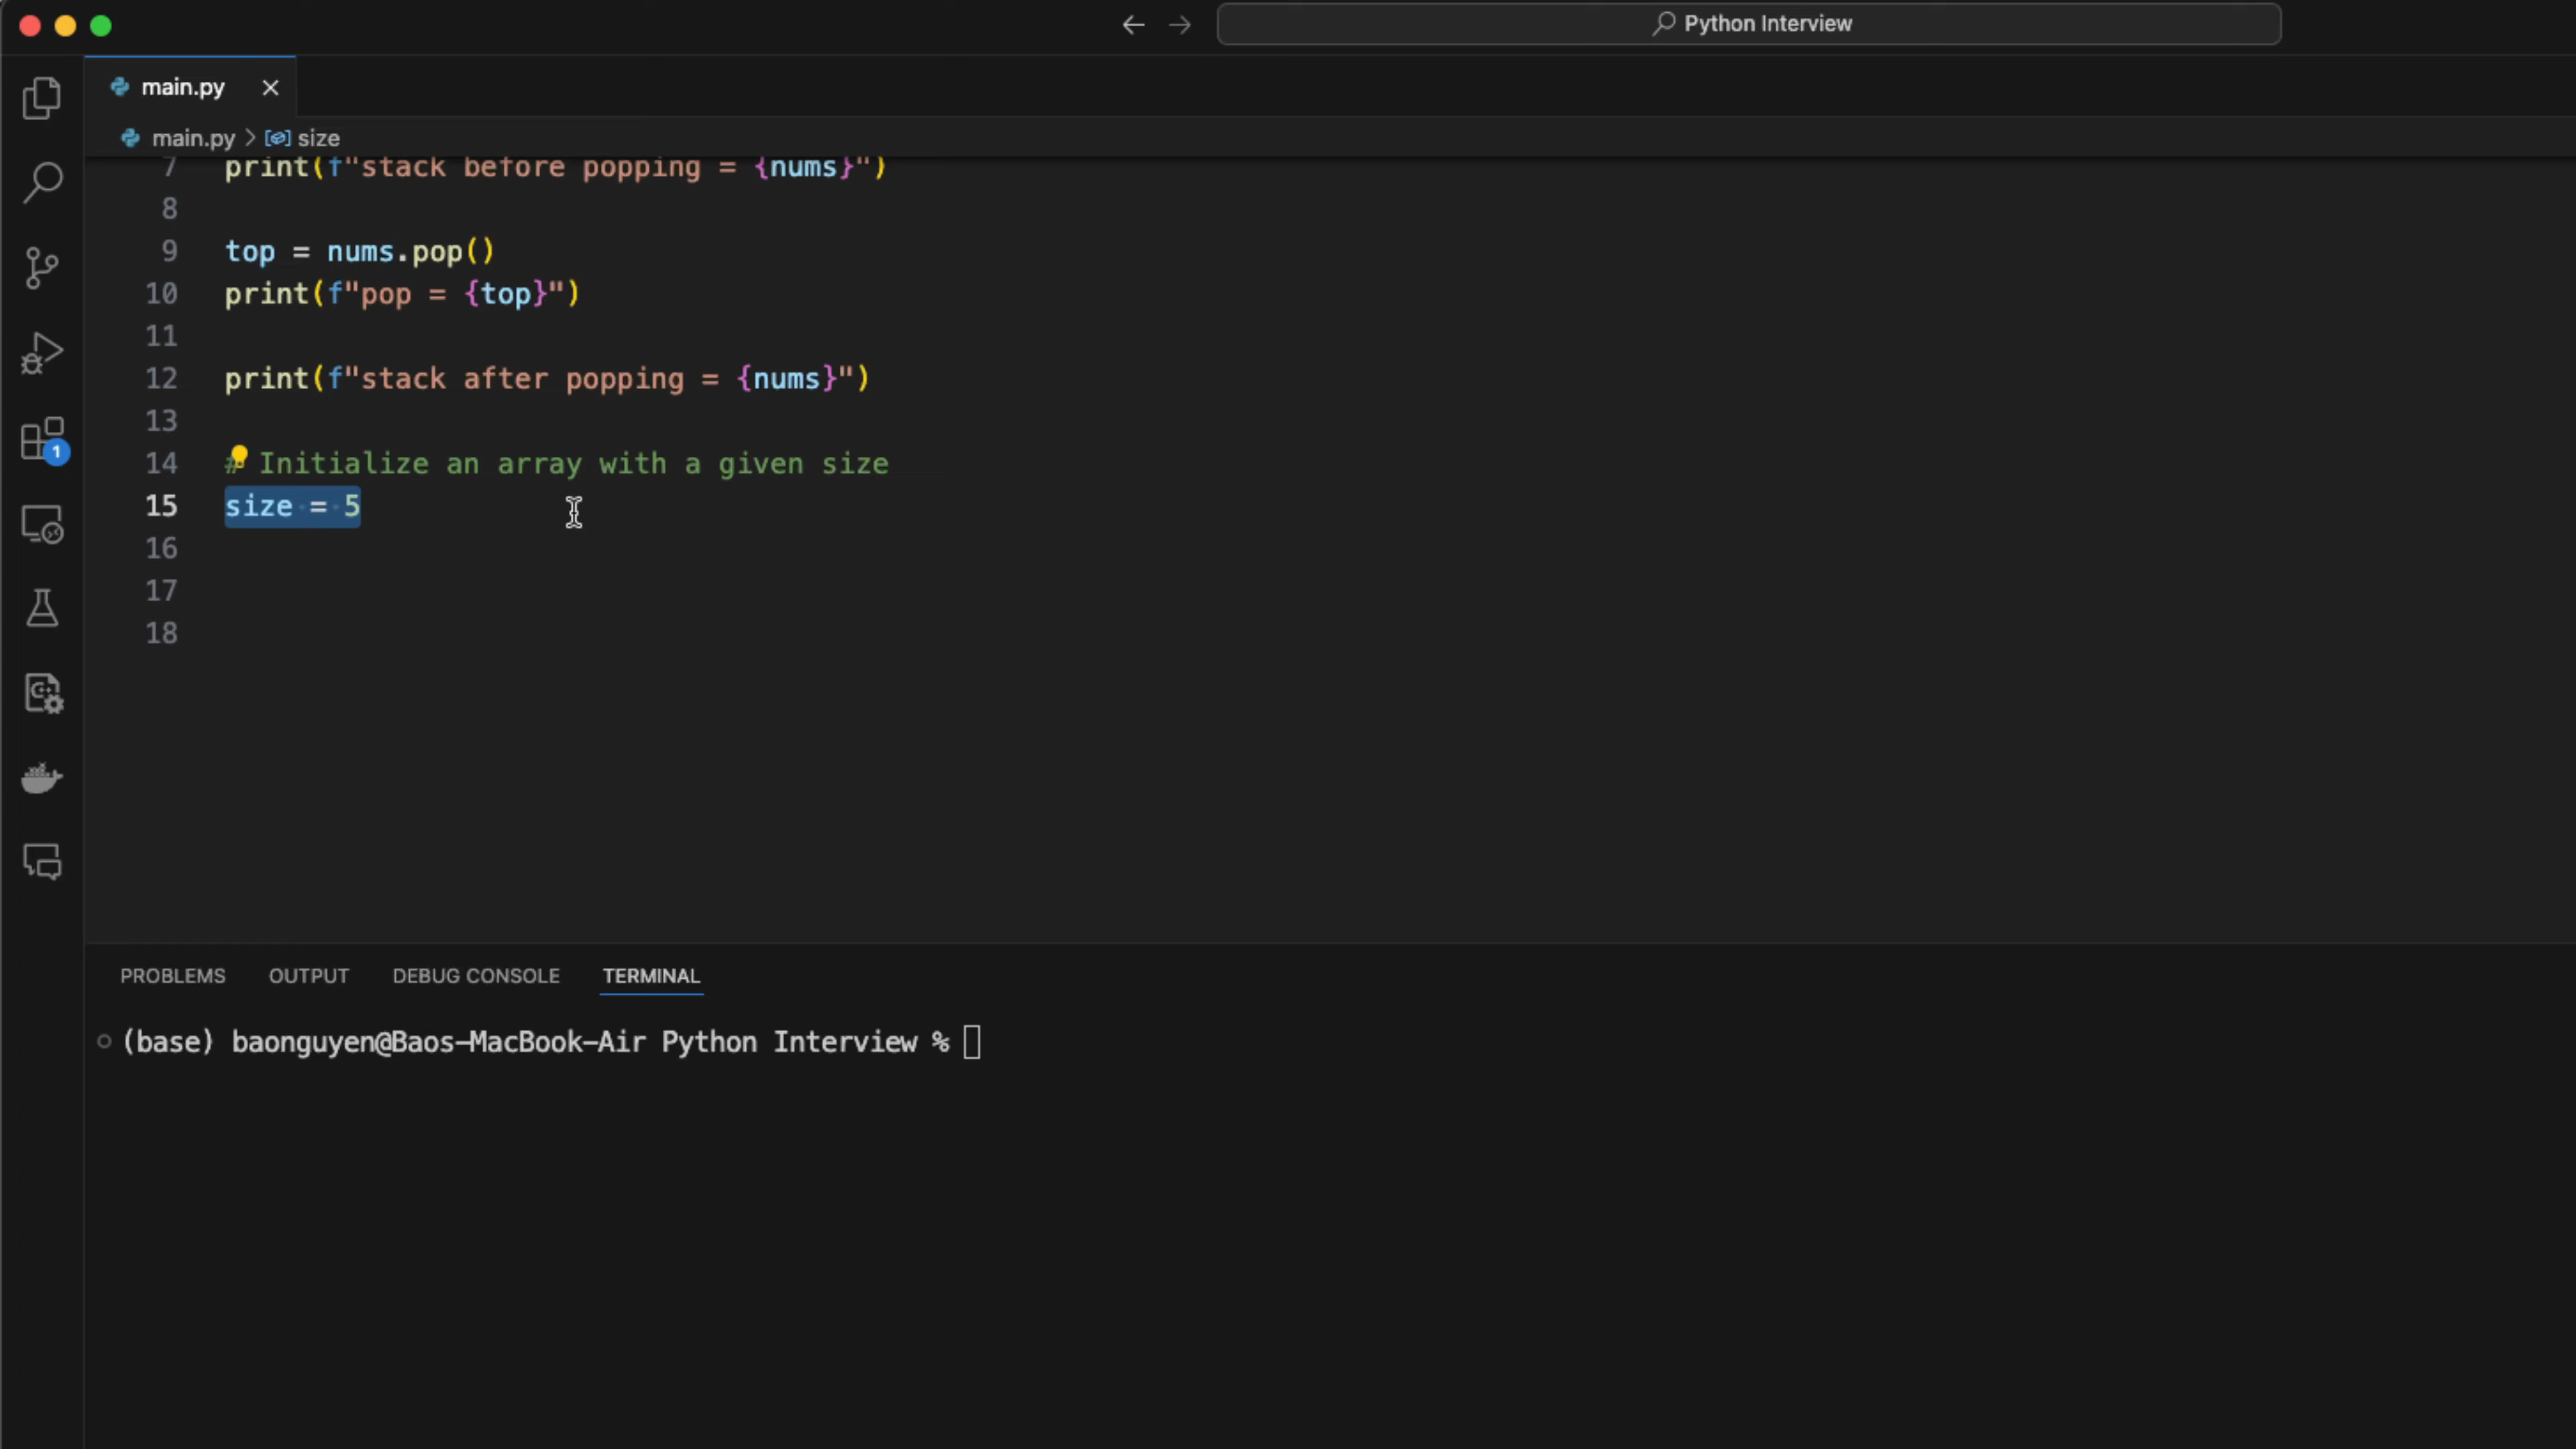 Python Interview
main.py
main.py > size
7 print(f"stack before popping = {nums}")
8
9 top = nums.pop()
10 print(f"pop = {top}")
11
12 print(f"stack after popping = {nums}")
13
14 # Initialize an array with a given size
15 size = 5
16
17
18
1
PROBLEMS OUTPUT DEBUG CONSOLE TERMINAL
(base) baonguyen@Baos-MacBook-Air Python Interview %